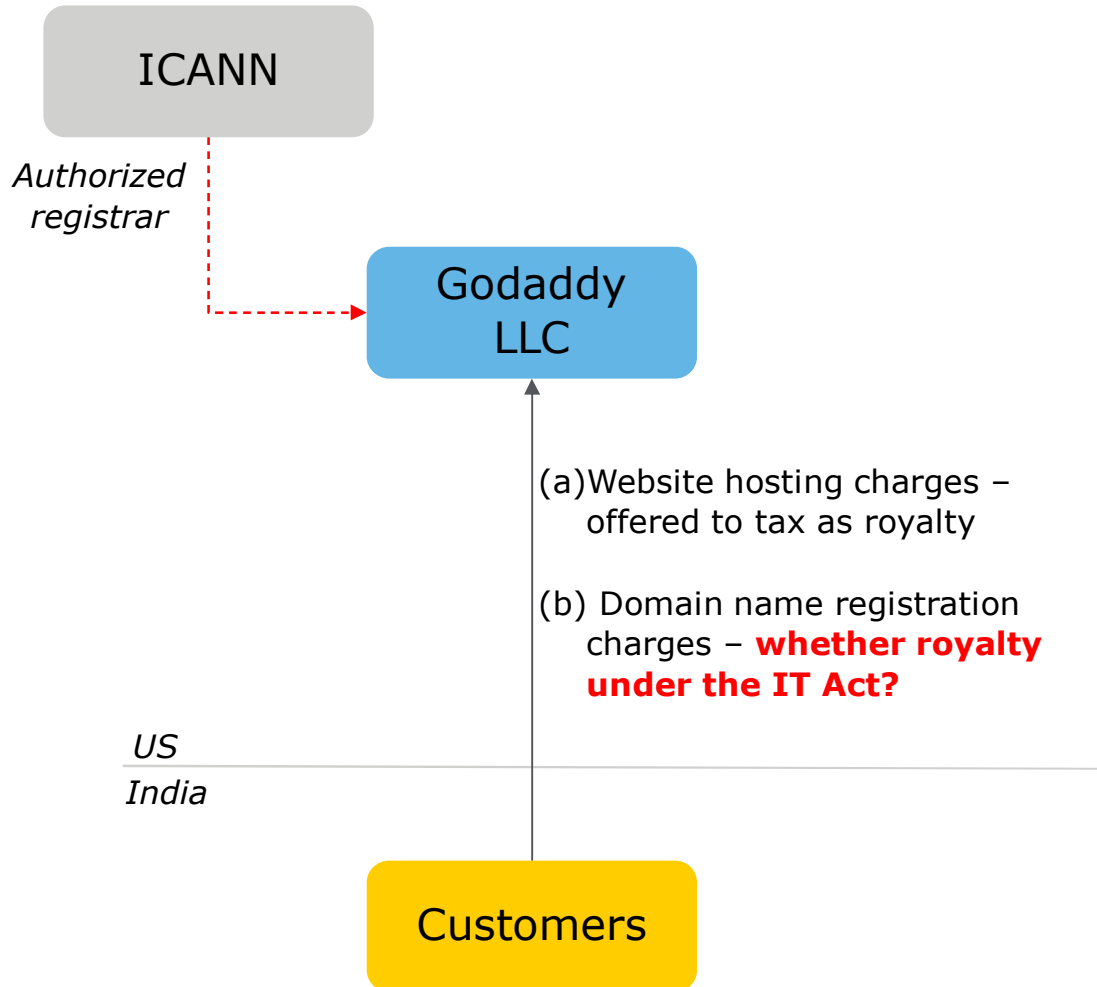 ICANN
Authorized
registrar
Godaddy
LLC
(a)Website hosting charges –
offered to tax as royalty
(b) Domain name registration
charges – whether royalty
under the IT Act?
US
India
Customers